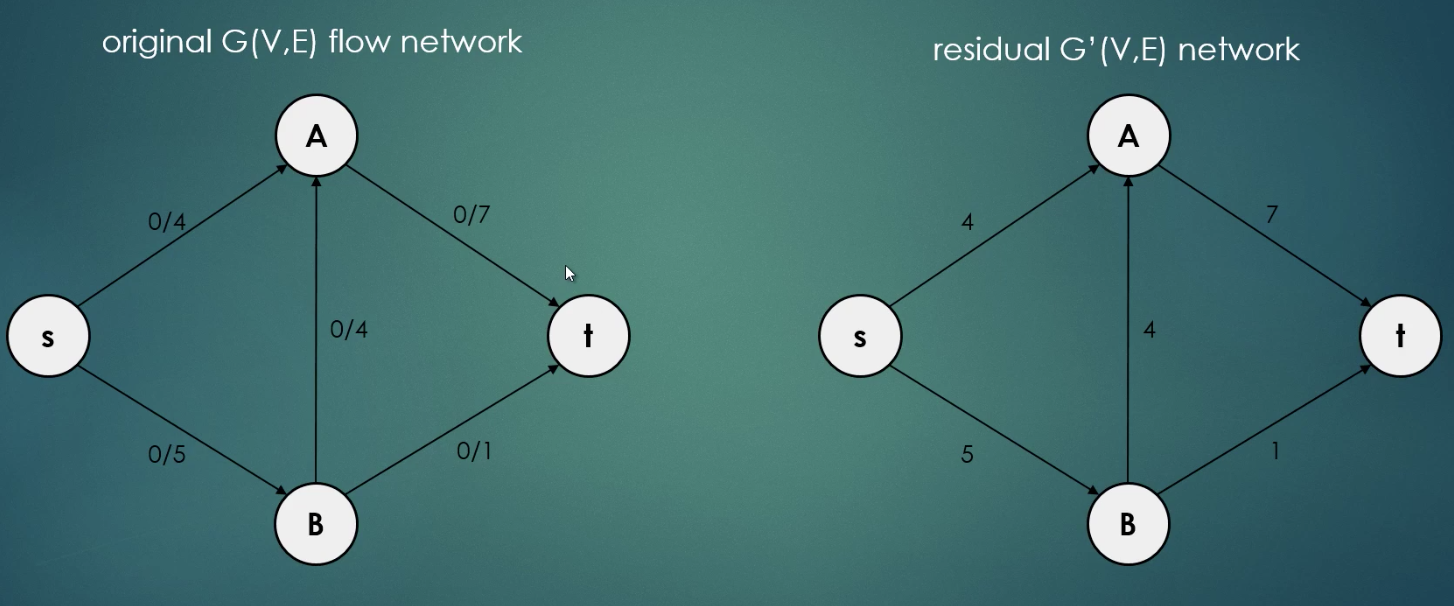 original G(V,E) flow network
A
0/4
0/7
s
0/4
t
0/5
0/1
B
residual G'(V,E) network
A
4
7
s
4
t
5
1
B